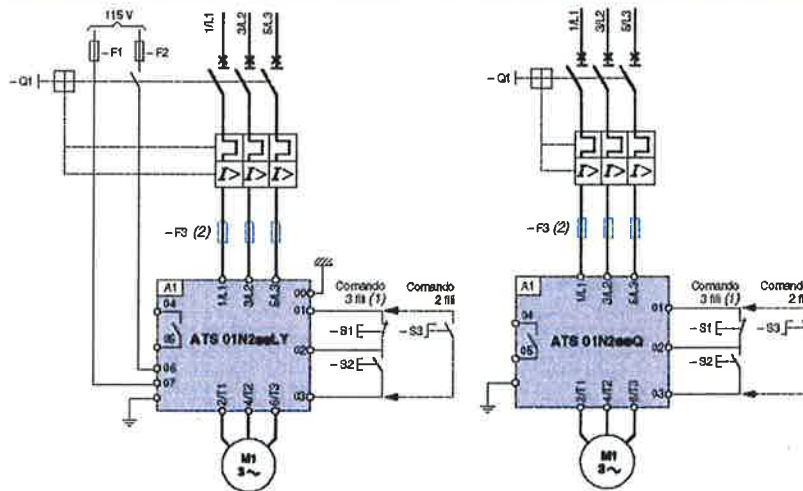 115 V
-F1
-F2
1/L1
3/L2
5/L3
-Q1
I>
I>
I>
-F3 (2)
A1
1/L1
3/L2
5/L3
00
01
02
03
04
05
06
07
ATS 01N2●●LY
2/T1
4/T2
6/T3
M1
3~
Comando
3 fili (1)
Comando
2 fili
-S1
-S2
-S3
1/L1
3/L2
5/L3
-Q1
I>
I>
I>
-F3 (2)
A1
1/L1
3/L2
5/L3
01
02
03
04
05
ATS 01N2●●Q
2/T1
4/T2
6/T3
M1
3~
Comando
3 fili (1)
Comando
2 f
-S1
-S2
-S3